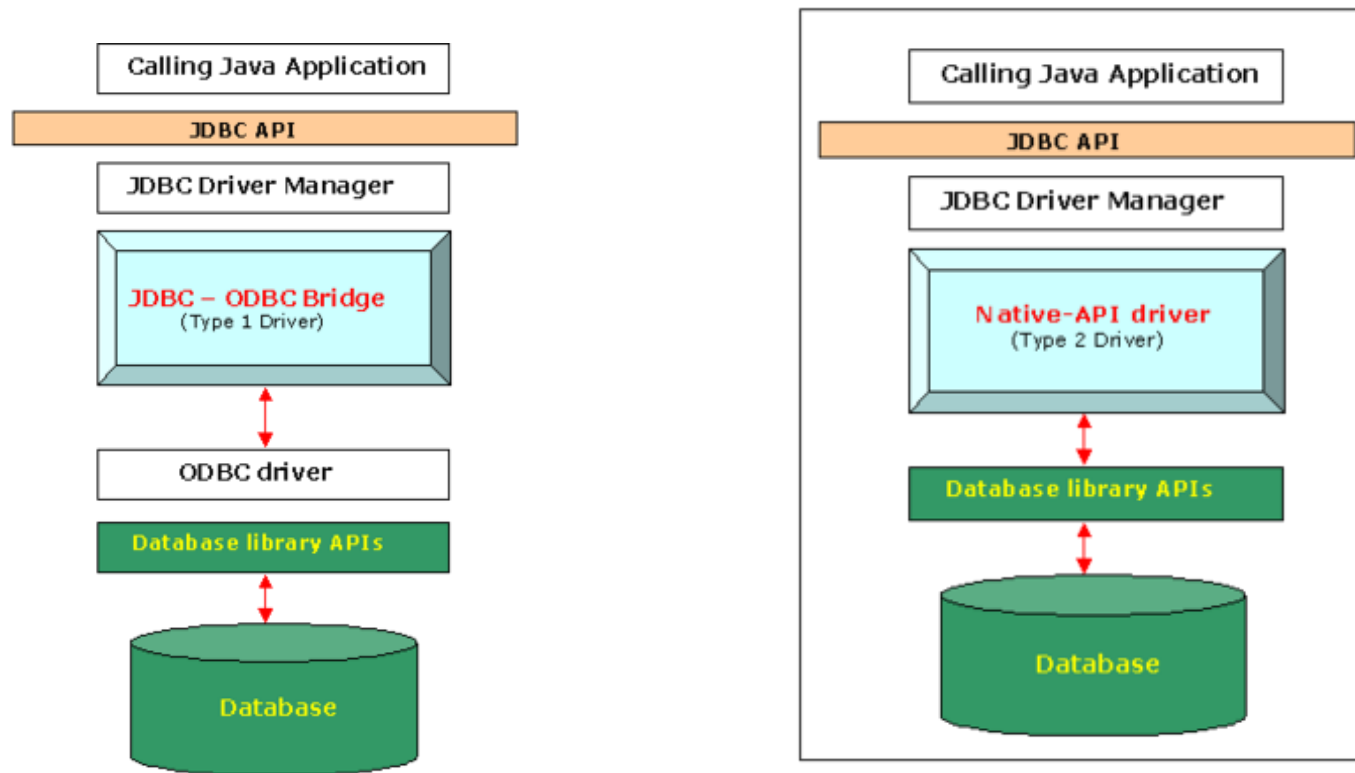 Calling Java Application
JDBC API
JDBC Driver Manager
JDBC – ODBC Bridge
(Type 1 Driver)
ODBC driver
Database library APIs
Database
Calling Java Application
JDBC API
JDBC Driver Manager
Native-API driver
(Type 2 Driver)
Database library APIs
Database